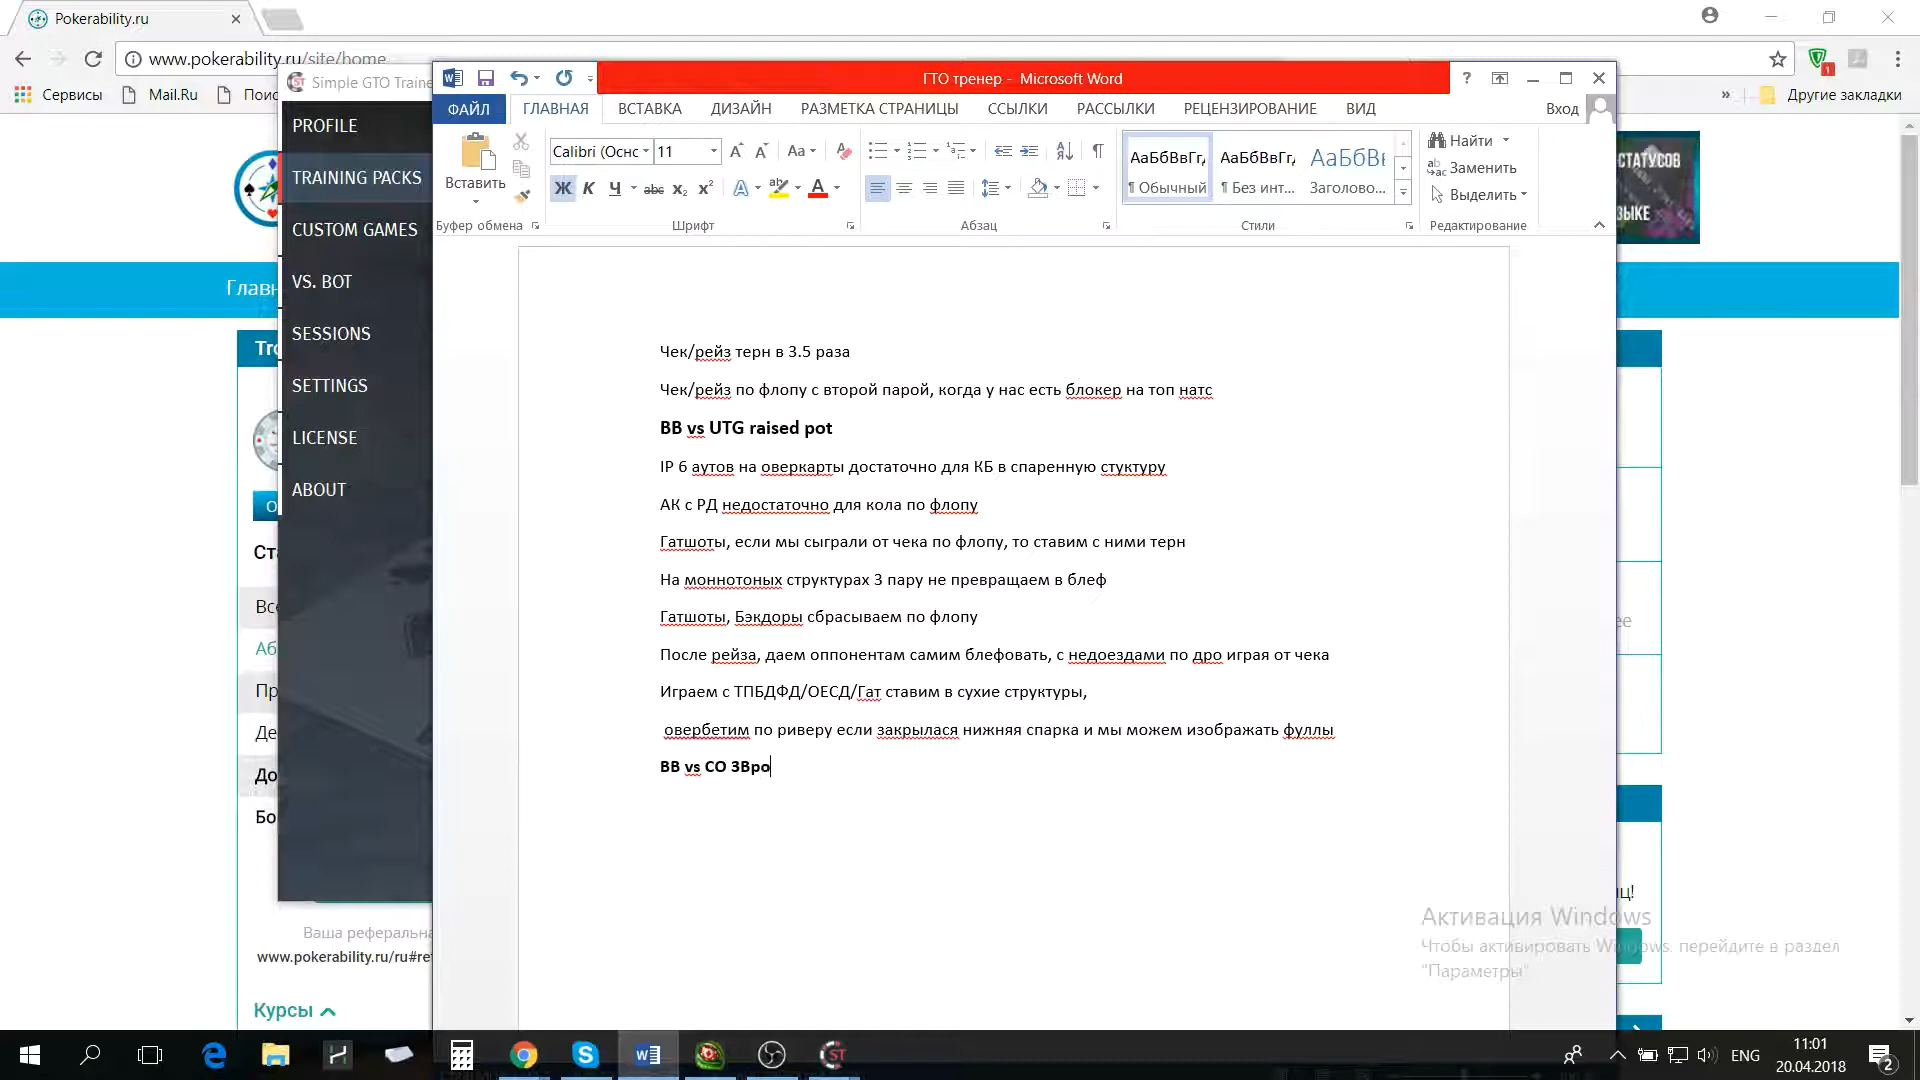 Pokerability.ru
www.pokerability.ru/site/home
Сервисы Mail.Ru Другие закладки
Simple GTO
PROFILE
TRAINING PACKS
CUSTOM GAMES
VS. BOT
SESSIONS
SETTINGS
LICENSE
ABOUT
ГТО тренер - Microsoft Word
ФАЙЛ ГЛАВНАЯ ВСТАВКА ДИЗАЙН РАЗМЕТКА СТРАНИЦЫ ССЫЛКИ РАССЫЛКИ РЕЦЕНЗИРОВАНИЕ ВИД Вход
Вставить
Calibri (Оснс 11
Aa
Ж К Ч abc x₂ x² A A
АаБбВвГг, АаБбВвГг, АаБбВв
¶ Обычный ¶ Без инт... Заголово...
Найти
Заменить
Выделить
Буфер обмена Шрифт Абзац Стили Редактирование
СТАТУСОВ
Чек/рейз терн в 3.5 раза
Чек/рейз по флопу с второй парой, когда у нас есть блокер на топ натс
BB vs UTG raised pot
IP 6 аутов на оверкарты достаточно для КБ в спаренную стуктуру
АК с РД недостаточно для кола по флопу
Гатшоты, если мы сыграли от чека по флопу, то ставим с ними терн
На моннотоных структурах 3 пару не превращаем в блеф
Гатшоты, Бэкдоры сбрасываем по флопу
После рейза, даем оппонентам самим блефовать, с недоездами по дро играя от чека
Играем с ТПБДФД/ОЕСД/Гат ставим в сухие структуры,
овербетим по риверу если закрылася нижняя спарка и мы можем изображать фуллы
BB vs CO 3Bpo
Ваша реферальна
www.pokerability.ru/ru#re
Курсы
Активация Windows
Чтобы активировать Windows, перейдите в раздел
"Параметры"
ENG
11:01
20.04.2018
2